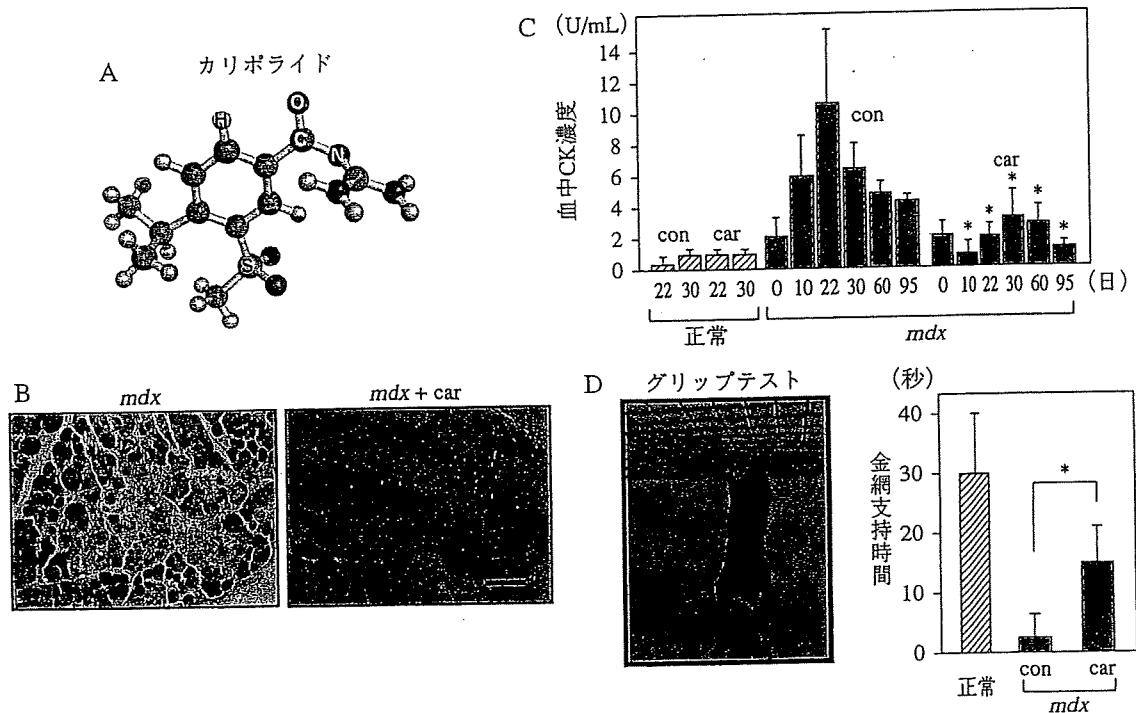 A
カリポライド
H
O
C
N
S
C (U/mL)
血中CK濃度
14
12
10
8
6
4
2
0
con car
con
car
* * * * *
22 30 22 30 0 10 22 30 60 95 0 10 22 30 60 95 (日)
正常
mdx
B
mdx
mdx + car
D
グリップテスト
(秒)
金網支持時間
40
30
20
10
0
*
正常
con car
mdx